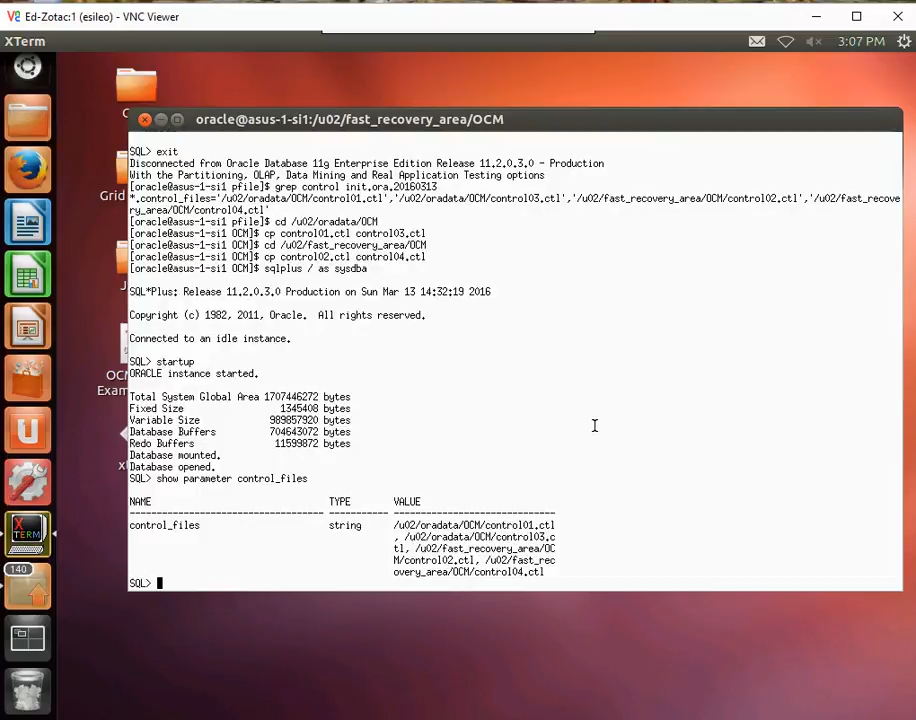 Ed-Zotac:1 (esileo) - VNC Viewer
XTerm
3:07 PM
oracle@asus-1-si1:/u02/fast_recovery_area/OCM
Grid
OCM
Exam
140
SQL> exit
Disconnected from Oracle Database 11g Enterprise Edition Release 11.2.0.3.0 - Production
With the Partitioning, OLAP, Data Mining and Real Application Testing options
[oracle@asus-1-si1 pfile]$ grep control init.ora.20160313
*.control_files='/u02/oradata/OCM/control01.ctl','/u02/oradata/OCM/control03.ctl','/u02/fast_recovery_area/OCM/control02.ctl','/u02/fast_recove
ry_area/OCM/control04.ctl'
[oracle@asus-1-si1 pfile]$ cd /u02/oradata/OCM
[oracle@asus-1-si1 OCM]$ cp control01.ctl control03.ctl
[oracle@asus-1-si1 OCM]$ cd /u02/fast_recovery_area/OCM
[oracle@asus-1-si1 OCM]$ cp control02.ctl control04.ctl
[oracle@asus-1-si1 OCM]$ sqlplus / as sysdba
SQL*Plus: Release 11.2.0.3.0 Production on Sun Mar 13 14:32:19 2016
Copyright (c) 1982, 2011, Oracle.  All rights reserved.
Connected to an idle instance.
SQL> startup
ORACLE instance started.
Total System Global Area 1707446272 bytes
Fixed Size 1345408 bytes
Variable Size 989857920 bytes
Database Buffers 704643072 bytes
Redo Buffers 11599872 bytes
Database mounted.
Database opened.
SQL> show parameter control_files
NAME TYPE VALUE
------------------------------------ ----------- ------------------------------
control_files string /u02/oradata/OCM/control01.ctl
, /u02/oradata/OCM/control03.c
tl, /u02/fast_recovery_area/OC
M/control02.ctl, /u02/fast_rec
overy_area/OCM/control04.ctl
SQL>